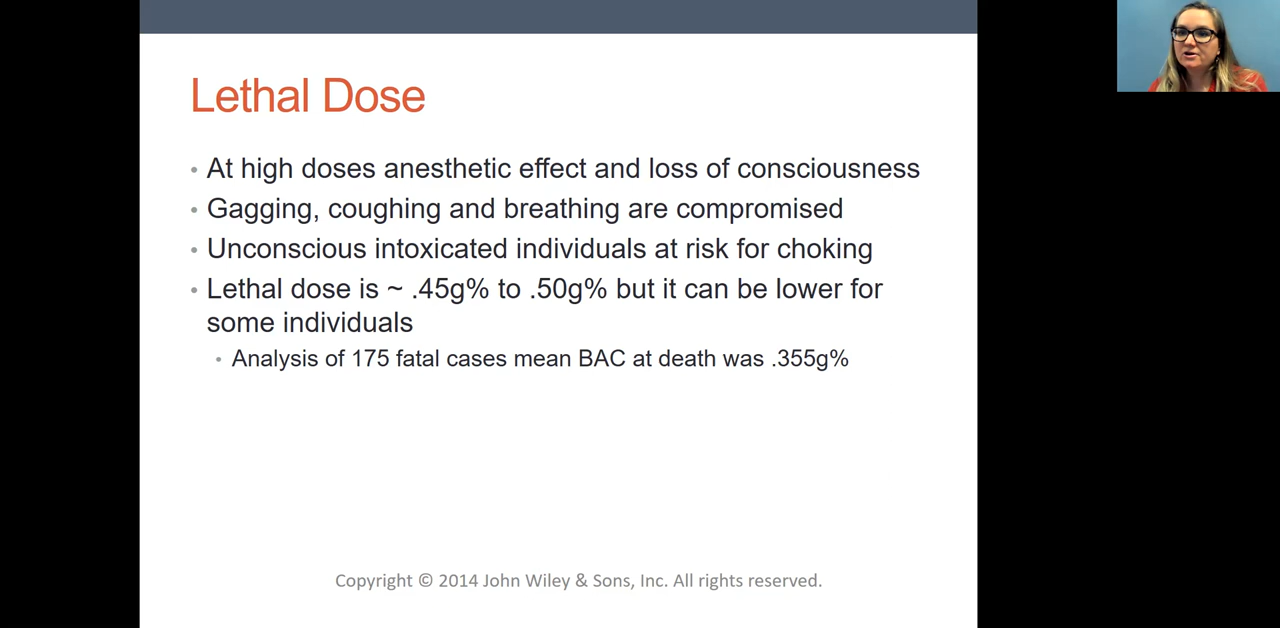 Lethal Dose
• At high doses anesthetic effect and loss of consciousness
• Gagging, coughing and breathing are compromised
• Unconscious intoxicated individuals at risk for choking
• Lethal dose is ~ .45g% to .50g% but it can be lower for
some individuals
• Analysis of 175 fatal cases mean BAC at death was .355g%
Copyright © 2014 John Wiley & Sons, Inc. All rights reserved.